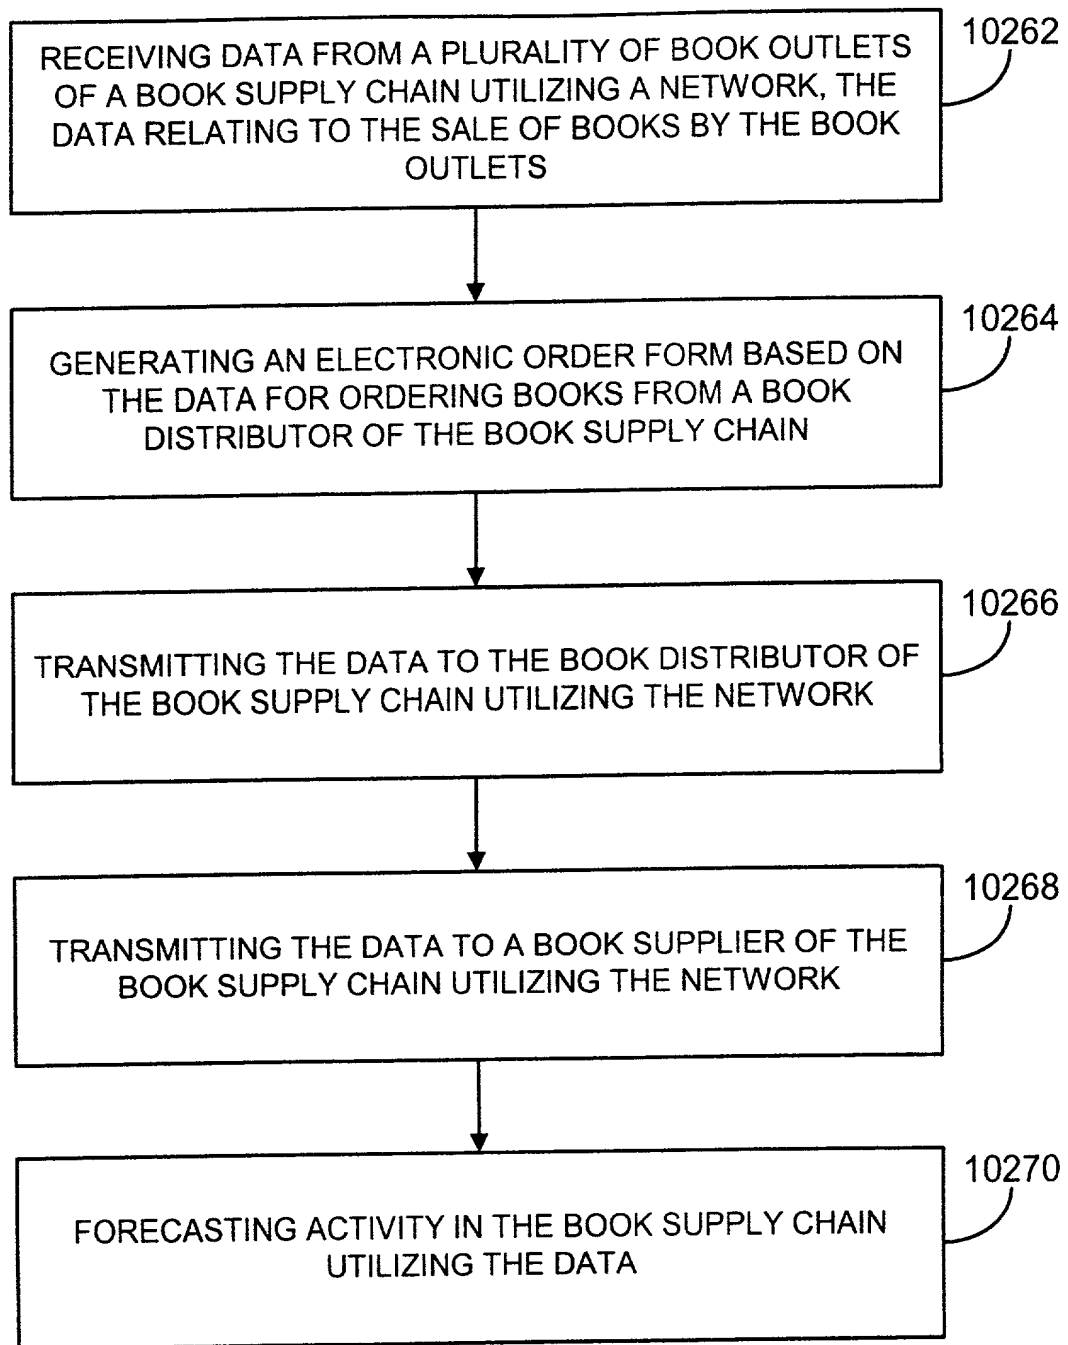 10262
RECEIVING DATA FROM A PLURALITY OF BOOK OUTLETS
OF A BOOK SUPPLY CHAIN UTILIZING A NETWORK, THE
DATA RELATING TO THE SALE OF BOOKS BY THE BOOK
OUTLETS
10264
GENERATING AN ELECTRONIC ORDER FORM BASED ON
THE DATA FOR ORDERING BOOKS FROM A BOOK
DISTRIBUTOR OF THE BOOK SUPPLY CHAIN
10266
TRANSMITTING THE DATA TO THE BOOK DISTRIBUTOR OF
THE BOOK SUPPLY CHAIN UTILIZING THE NETWORK
10268
TRANSMITTING THE DATA TO A BOOK SUPPLIER OF THE
BOOK SUPPLY CHAIN UTILIZING THE NETWORK
10270
FORECASTING ACTIVITY IN THE BOOK SUPPLY CHAIN
UTILIZING THE DATA